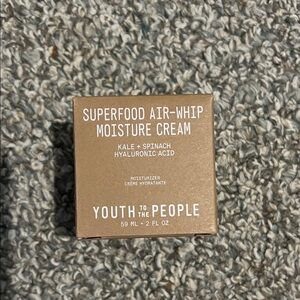 SUPERFOOD AIR-WHIP
MOISTURE CREAM
KALE + SPINACH
HYALURONIC ACID
MOISTURIZER
CRÈME HYDRATANTE
YOUTH TO THE PEOPLE
59 ML • 2 FL OZ